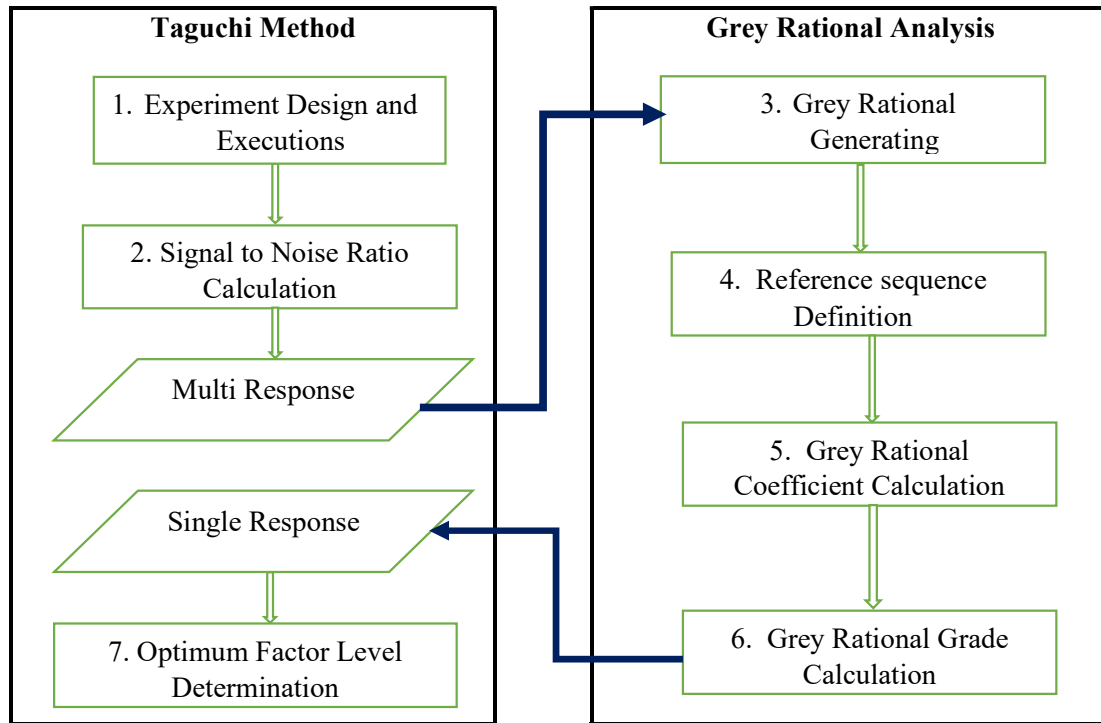 Taguchi Method
1. Experiment Design and
Executions
2. Signal to Noise Ratio
Calculation
Multi Response
Single Response
7. Optimum Factor Level
Determination
Grey Rational Analysis
3. Grey Rational
Generating
4. Reference sequence
Definition
5. Grey Rational
Coefficient Calculation
6. Grey Rational Grade
Calculation